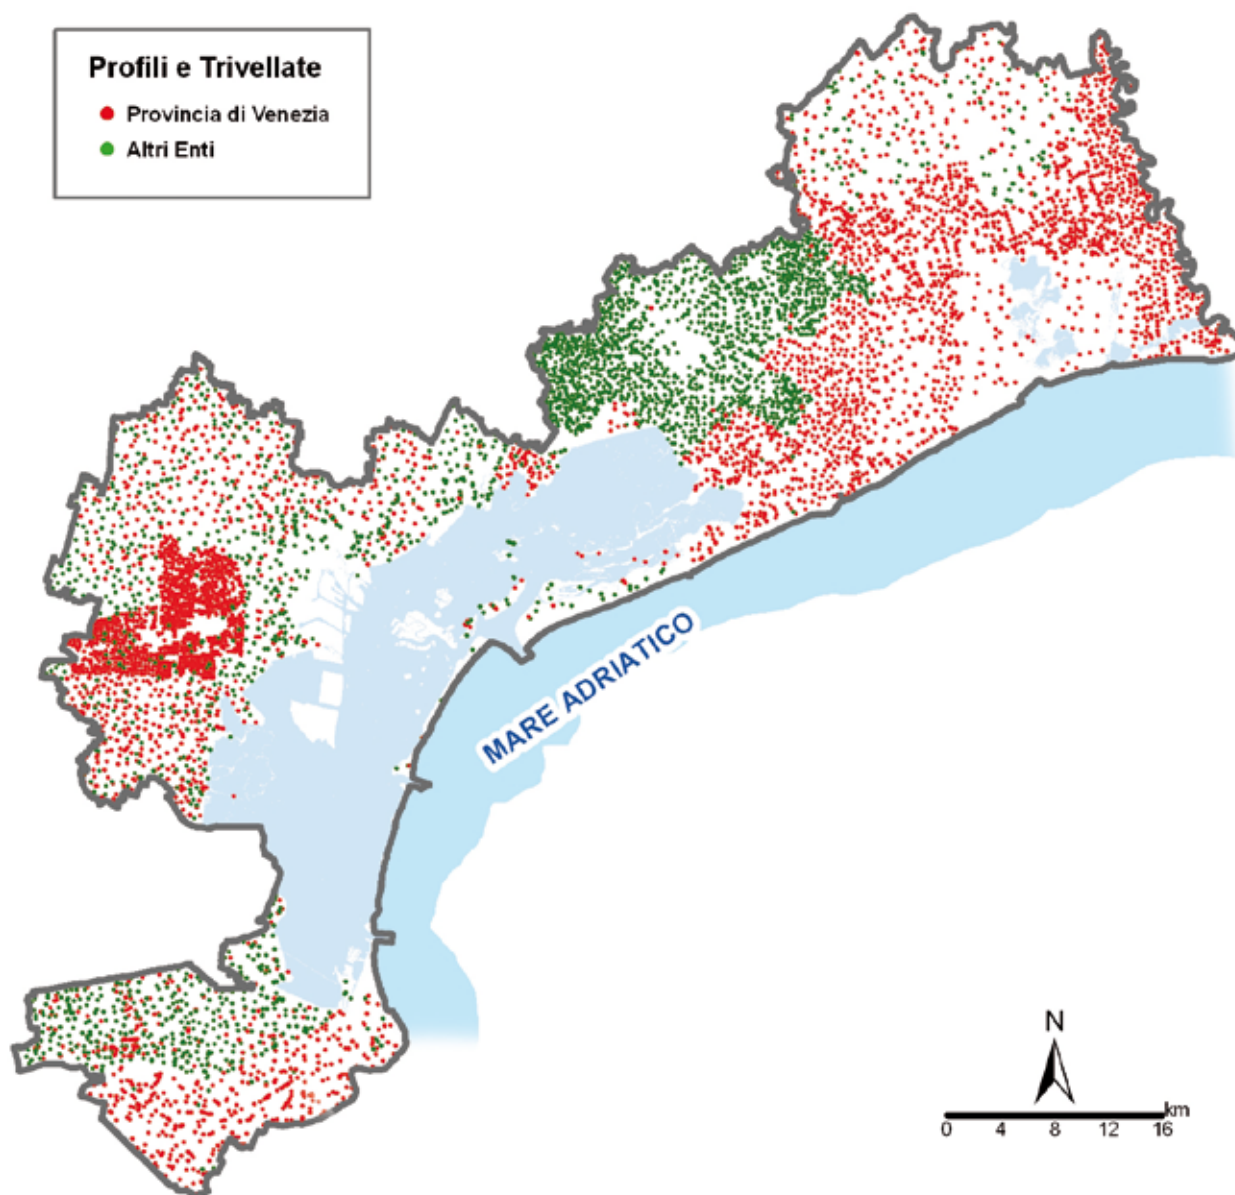 Profili e Trivellate
Provincia di Venezia
Altri Enti
MARE ADRIATICO
N
km
0 4 8 12 16